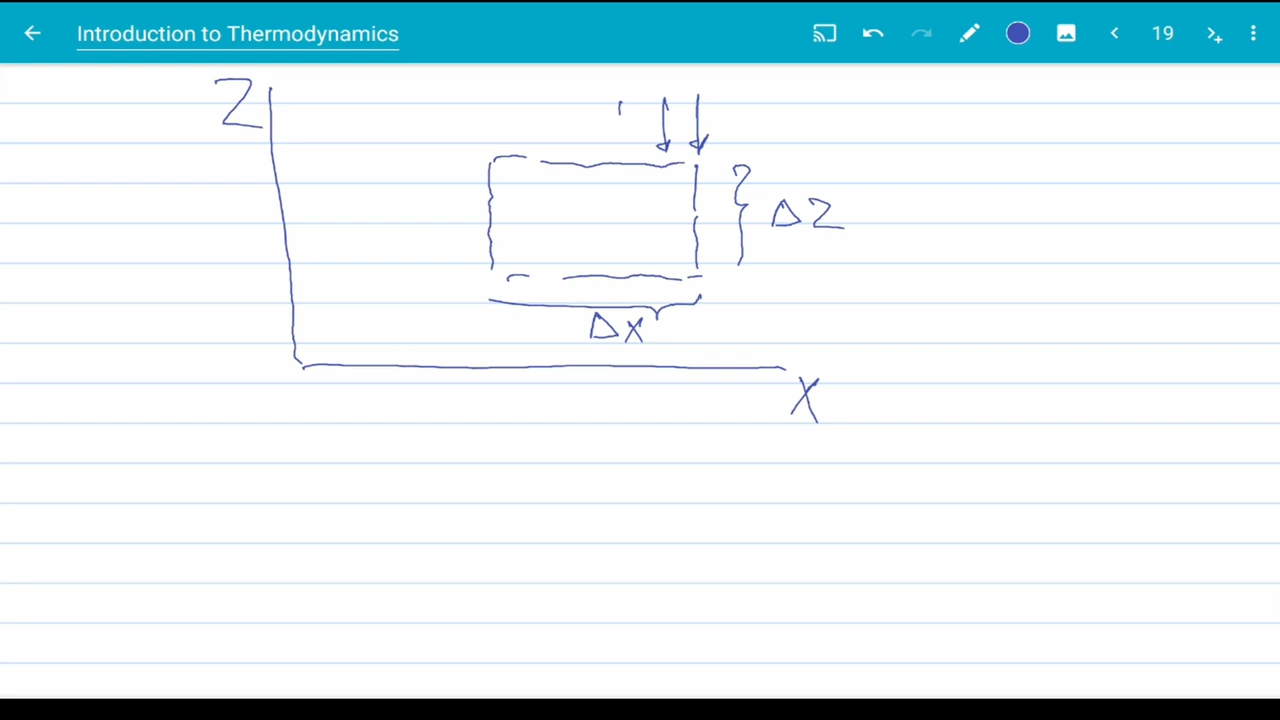 Introduction to Thermodynamics
19
Z
ΔZ
Δx
X